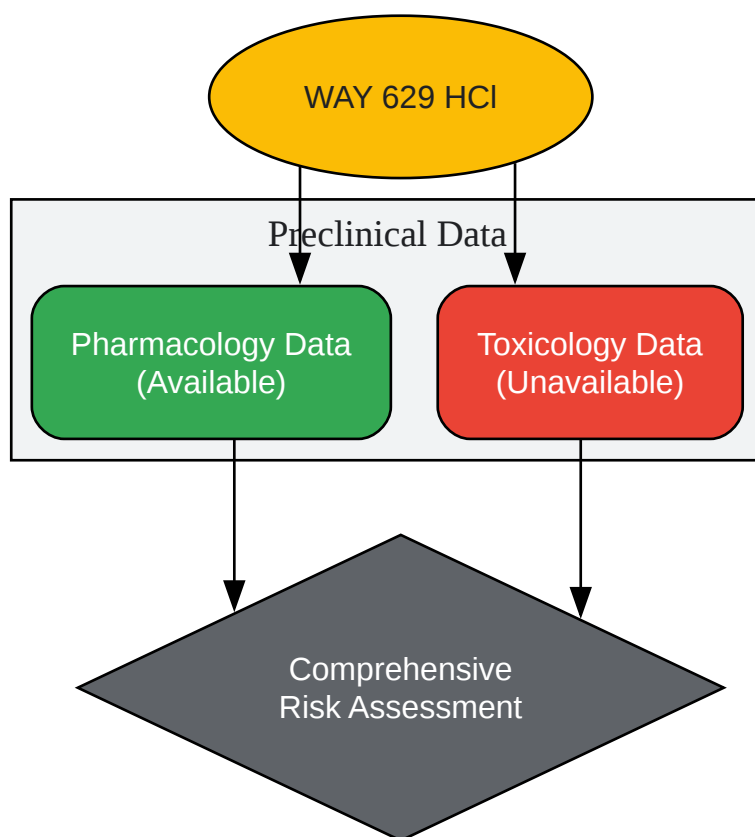 WAY 629 HCl
Preclinical Data
Pharmacology Data
(Available)
Toxicology Data
(Unavailable)
Comprehensive
Risk Assessment